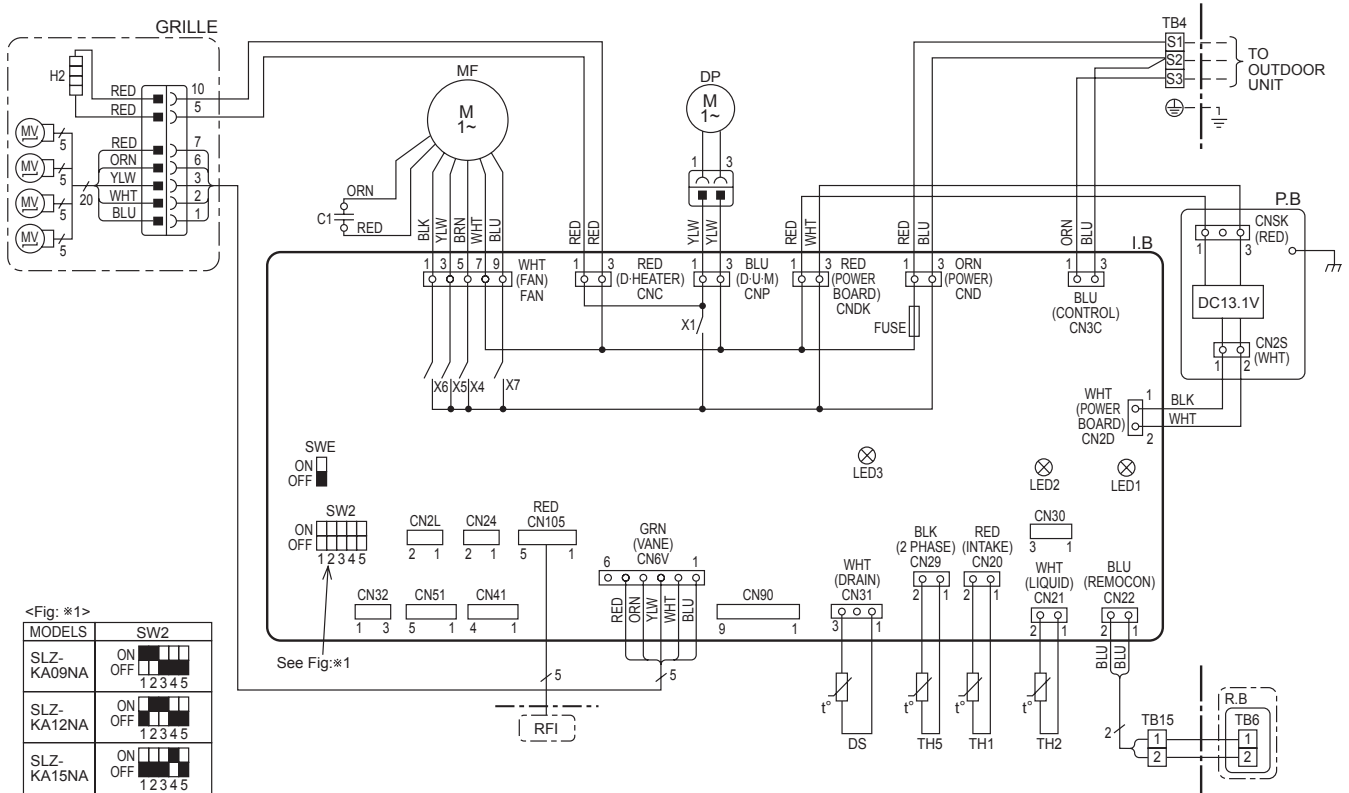 GRILLE
H2
RED
RED
10
5
MV 5
MV 5
MV 5
MV 5
20
RED 7
ORN 6
YLW 3
WHT 2
BLU 1
MF
M
1~
C1
ORN
RED
BLK
YLW
BRN
WHT
BLU
DP
M
1~
1 3
RED
RED
YLW
YLW
RED
WHT
RED
BLU
ORN
BLU
TB4
S1
S2
S3
TO
OUTDOOR
UNIT
P.B
CNSK
(RED)
1 3
DC13.1V
CN2S
(WHT)
1 2
I.B
1 3 5 7 9
WHT
(FAN)
FAN
1 3
RED
(D·HEATER)
CNC
1 3
BLU
(D·U·M)
CNP
1 3
RED
(POWER
BOARD)
CNDK
1 3
ORN
(POWER)
CND
1 3
BLU
(CONTROL)
CN3C
X1
FUSE
X6 X5 X4 X7
WHT
(POWER
BOARD)
CN2D
1
2
BLK
WHT
LED3
LED2
LED1
SWE
ON
OFF
SW2
ON
OFF
1 2 3 4 5
See Fig:※1
CN2L
2 1
CN24
2 1
RED
CN105
5 1
CN32
1 3
CN51
5 1
CN41
4 1
GRN
(VANE)
CN6V
6 1
RED
ORN
YLW
WHT
BLU
CN90
9 1
WHT
(DRAIN)
CN31
3 1
BLK
(2 PHASE)
CN29
2 1
RED
(INTAKE)
CN20
2 1
CN30
3 1
WHT
(LIQUID)
CN21
2 1
BLU
(REMOCON)
CN22
2 1
BLU
BLU
5
5
RFI
t°
DS
t°
TH5
t°
TH1
t°
TH2
2
TB15
1
2
R.B
TB6
1
2
<Fig: ※1>
MODELS SW2
SLZ-
KA09NA
ON
OFF
1 2 3 4 5
SLZ-
KA12NA
ON
OFF
1 2 3 4 5
SLZ-
KA15NA
ON
OFF
1 2 3 4 5